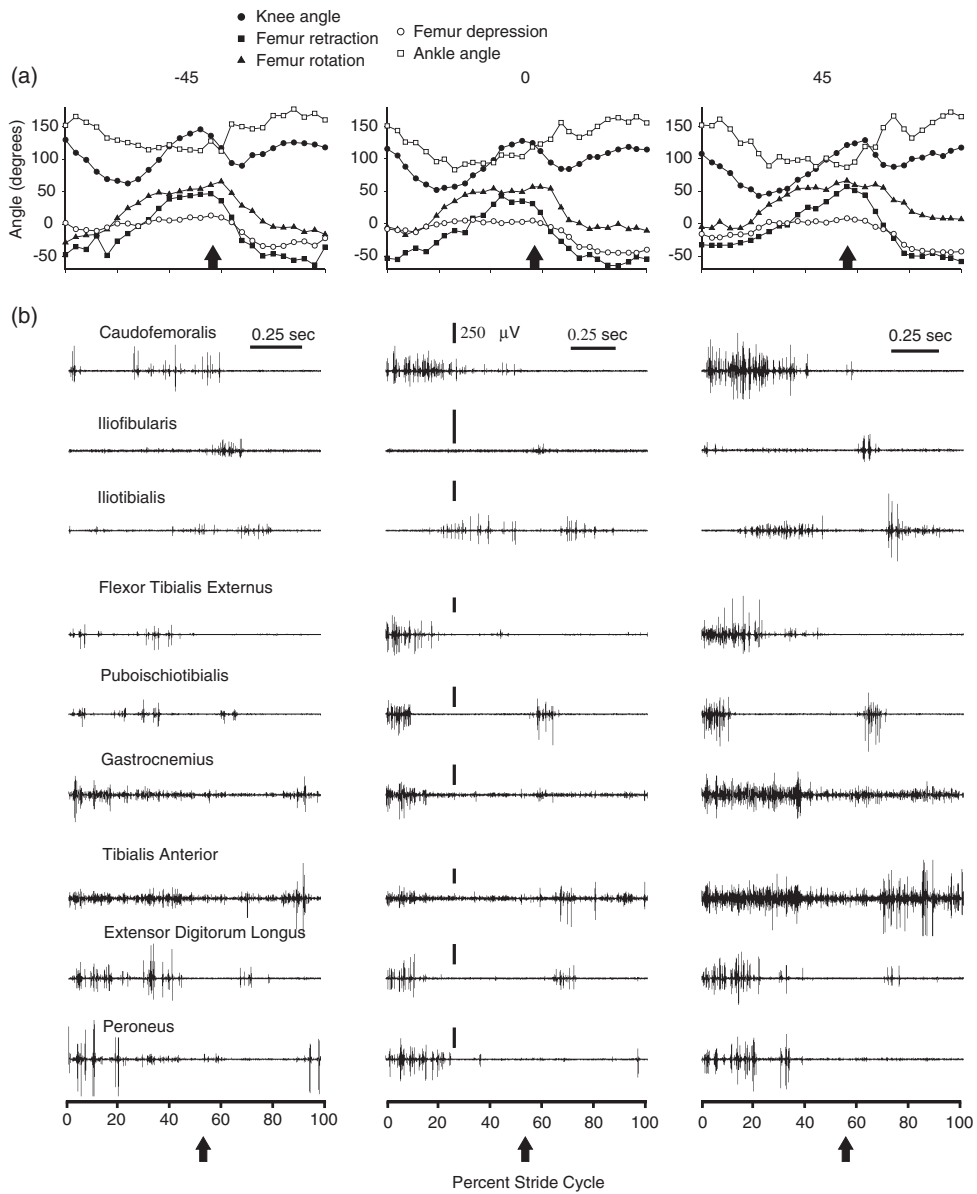 Knee angle
Femur retraction
Femur rotation
Femur depression
Ankle angle
(a)
-45 0 45
Angle (degrees)
150
100
50
0
-50
150
100
50
0
-50
150
100
50
0
-50
(b)
Caudofemoralis
0.25 sec
250 μV
0.25 sec
0.25 sec
Iliofibularis
Iliotibialis
Flexor Tibialis Externus
Puboischiotibialis
Gastrocnemius
Tibialis Anterior
Extensor Digitorum Longus
Peroneus
0 20 40 60 80 100
0 20 40 60 80 100
0 20 40 60 80 100
Percent Stride Cycle